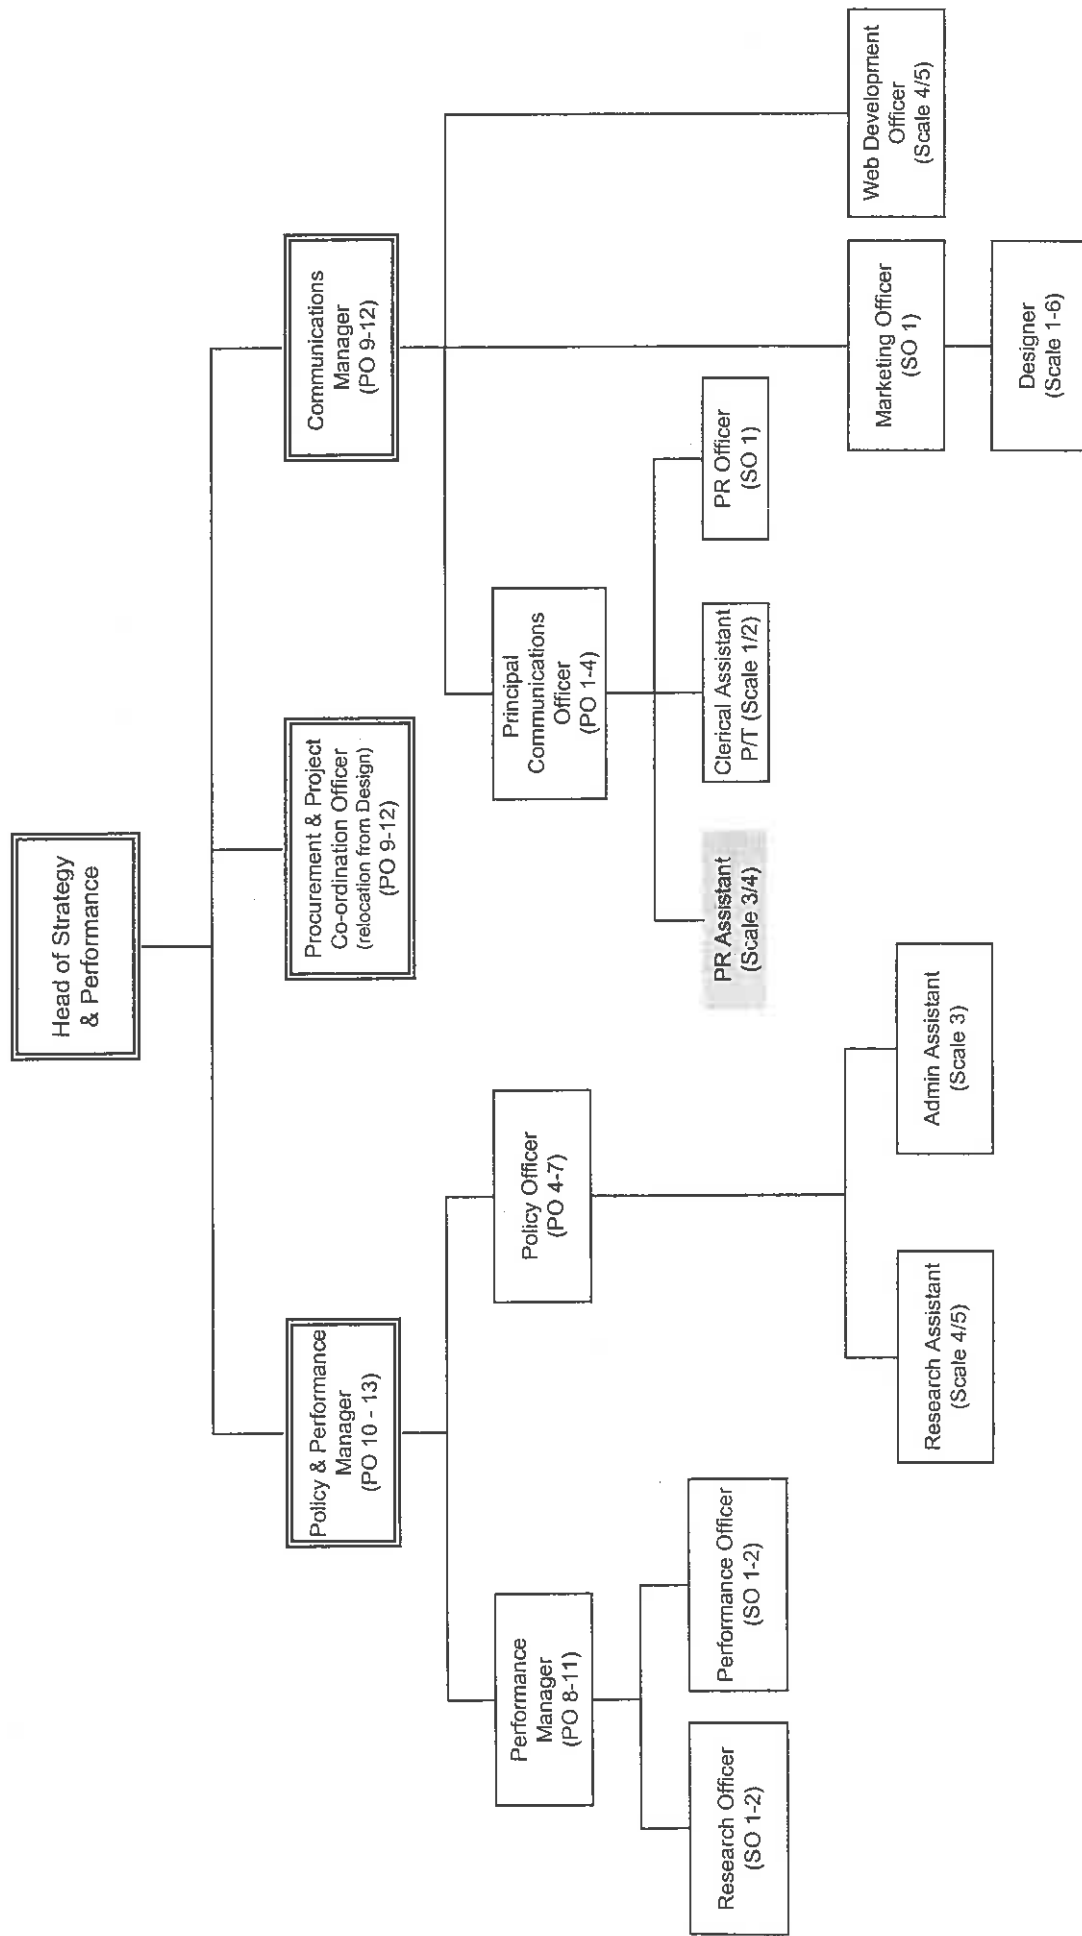 Head of Strategy
& Performance
Policy & Performance
Manager
(PO 10 - 13)
Procurement & Project
Co-ordination Officer
(relocation from Design)
(PO 9-12)
Communications
Manager
(PO 9-12)
Performance
Manager
(PO 8-11)
Policy Officer
(PO 4-7)
Principal
Communications
Officer
(PO 1-4)
Research Officer
(SO 1-2)
Performance Officer
(SO 1-2)
PR Assistant
(Scale 3/4)
Clerical Assistant
P/T (Scale 1/2)
PR Officer
(SO 1)
Research Assistant
(Scale 4/5)
Admin Assistant
(Scale 3)
Marketing Officer
(SO 1)
Web Development
Officer
(Scale 4/5)
Designer
(Scale 1-6)